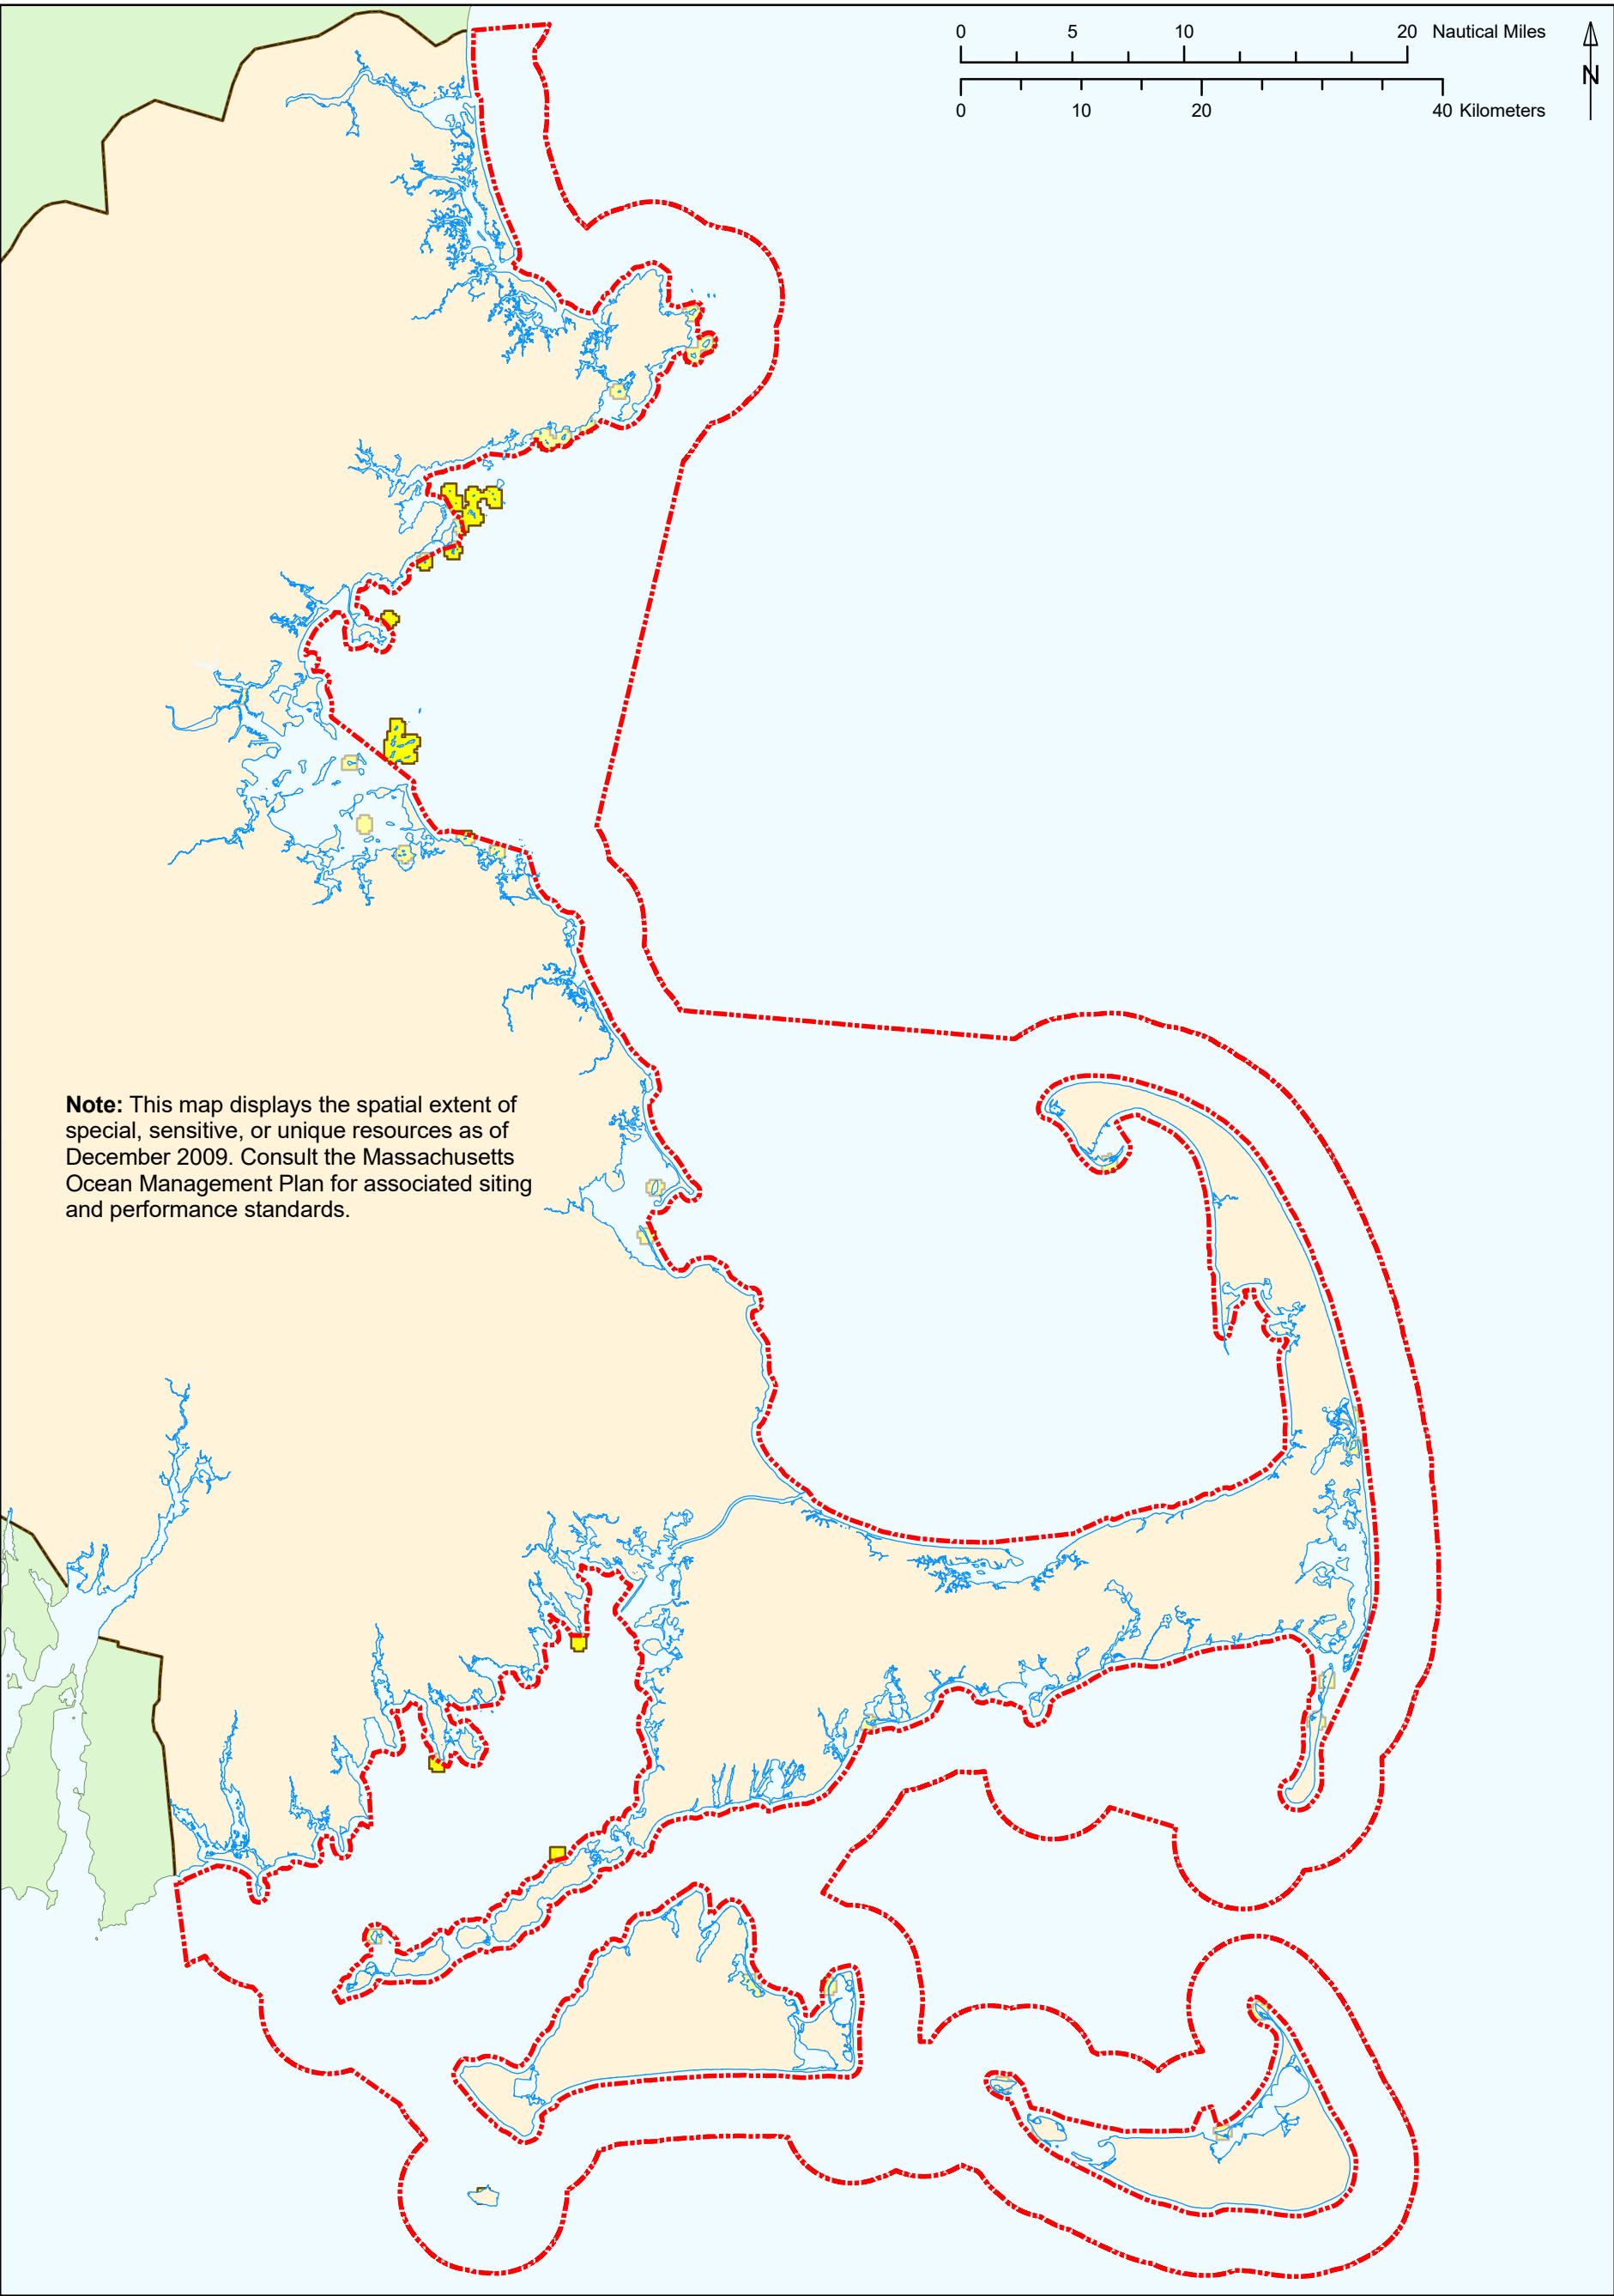 0 5 10 20 Nautical Miles
N
0 10 20 40 Kilometers
Note: This map displays the spatial extent of
special, sensitive, or unique resources as of
December 2009. Consult the Massachusetts
Ocean Management Plan for associated siting
and performance standards.